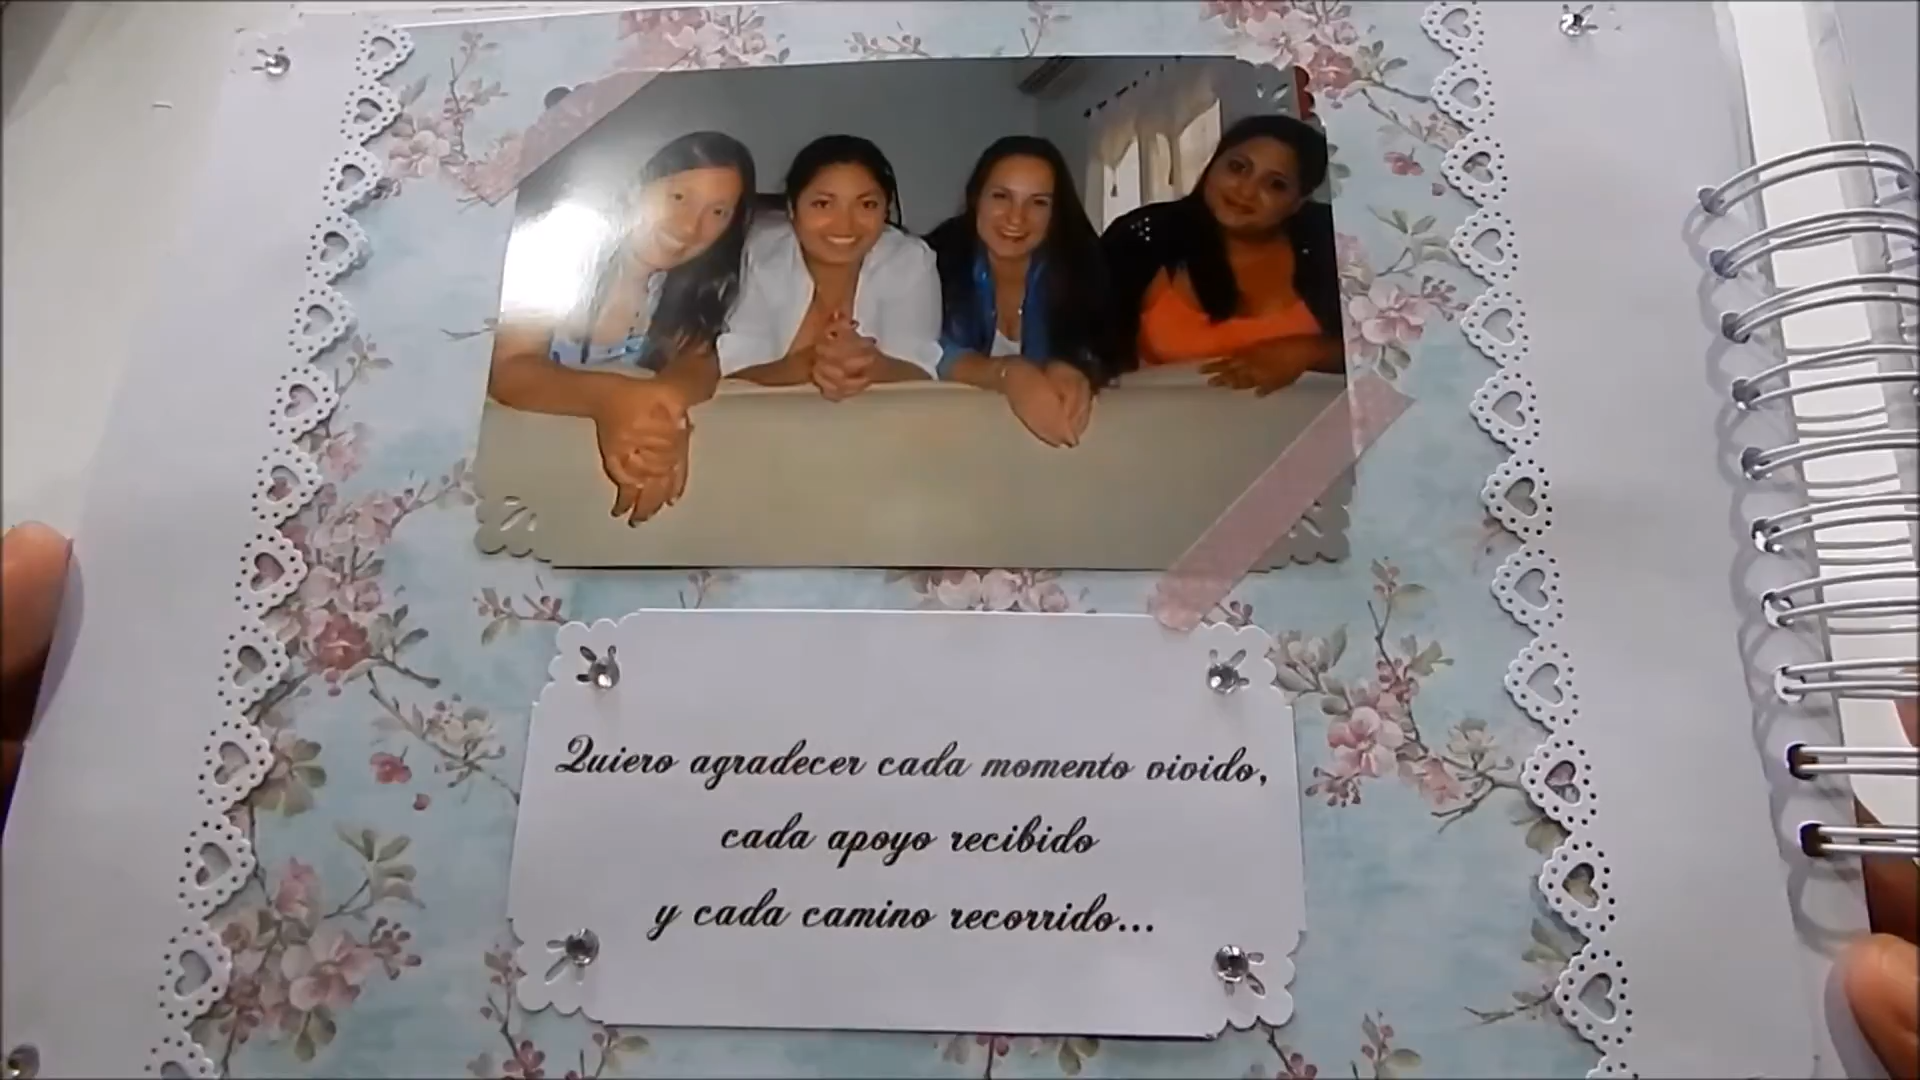 Quiero agradecer cada momento vivido,
cada apoyo recibido
y cada camino recorrido...